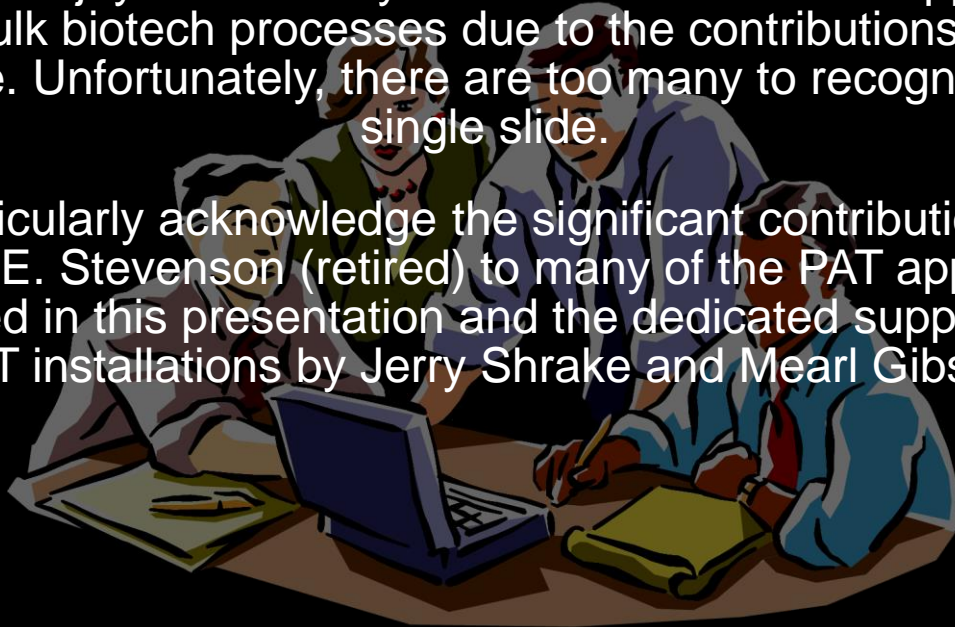 ulk biotech processes due to the contributions
e. Unfortunately, there are too many to recogn
single slide.
icularly acknowledge the significant contributi
E. Stevenson (retired) to many of the PAT app
ed in this presentation and the dedicated supp
T installations by Jerry Shrake and Mearl Gibs